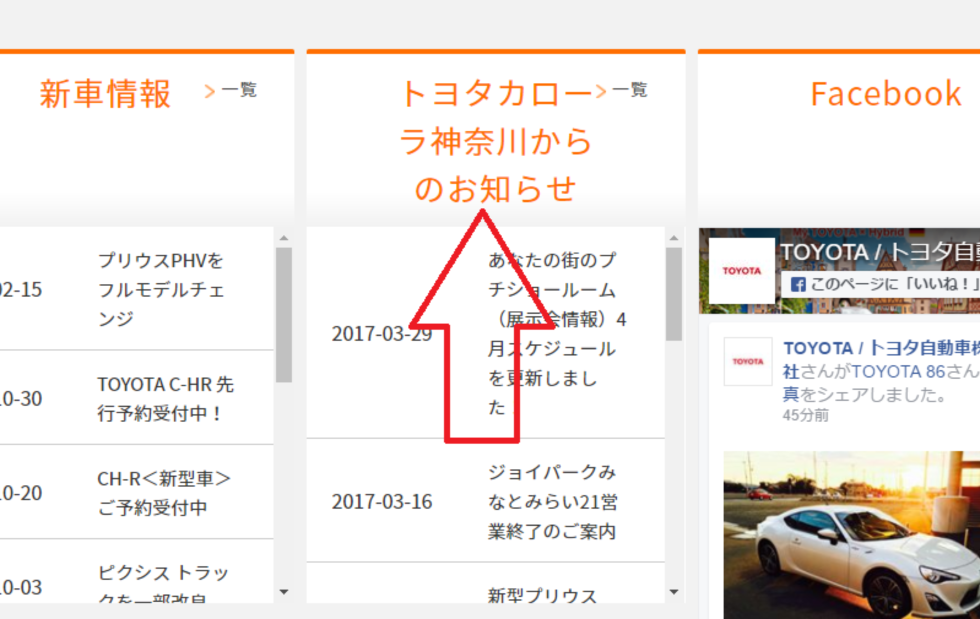 新車情報
一覧
02-15
プリウスPHVを
フルモデルチェ
ンジ
10-30
TOYOTA C-HR 先
行予約受付中！
10-20
CH-R＜新型車＞
ご予約受付中
10-03
ピクシス トラッ
クを一部改良
トヨタカロー
ラ神奈川から
のお知らせ
一覧
2017-03-29
あなたの街のプ
チショールーム
（展示会情報）4
月スケジュール
を更新しまし
た
2017-03-16
ジョイパークみ
なとみらい21営
業終了のご案内
新型プリウス
Facebook
TOYOTA
TOYOTA / トヨタ自動
このページに「いいね！」
TOYOTA
TOYOTA / トヨタ自動車株
社さんがTOYOTA 86さん
真をシェアしました。
45分前